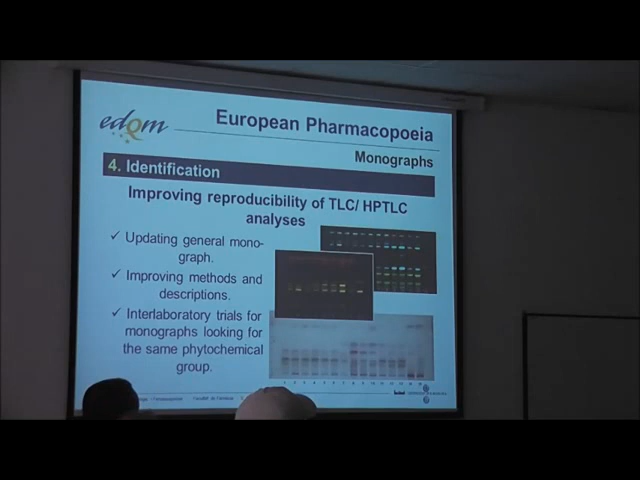 edQm
European Pharmacopoeia
Monographs
4. Identification
Improving reproducibility of TLC/ HPTLC
analyses
✓ Updating general mono-
graph.
✓ Improving methods and
descriptions.
✓ Interlaboratory trials for
monographs looking for
the same phytochemical
group.